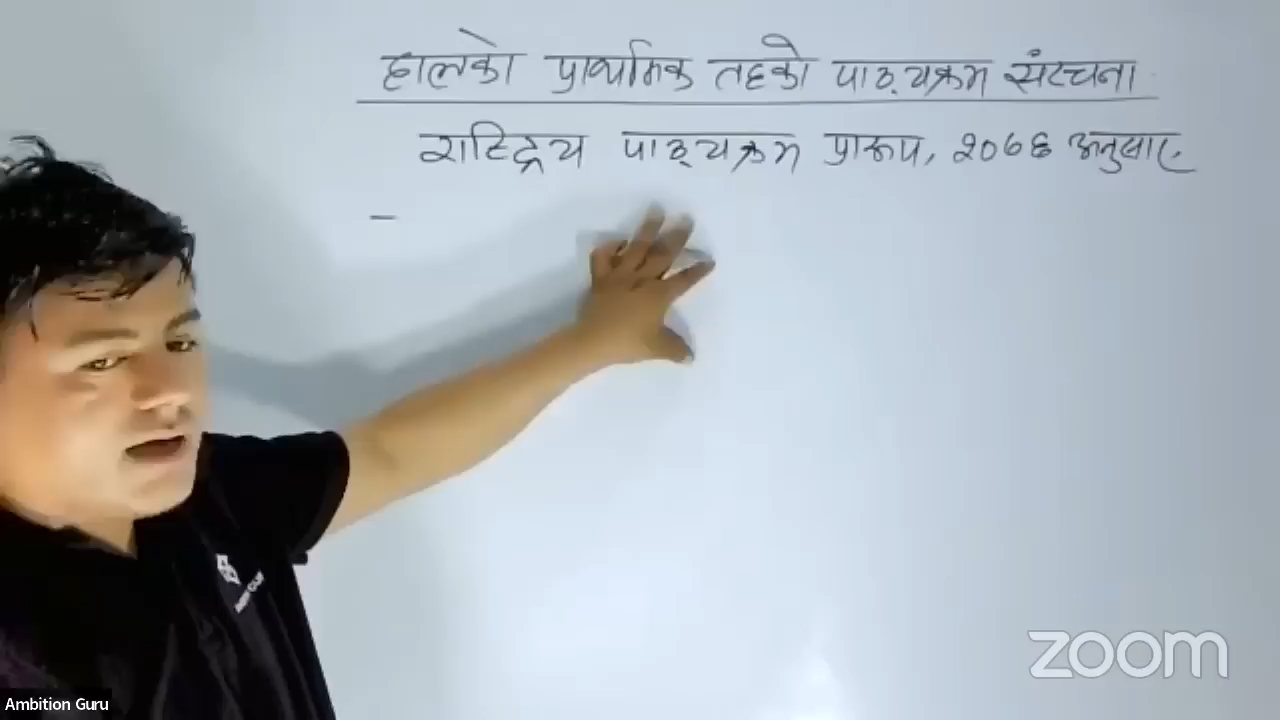 हालको प्राथमिक तहको पाठ्यक्रम संरचना
राष्ट्रिय पाठ्यक्रम प्रारूप, २०७६ अनुसार
-
zoom
Ambition Guru